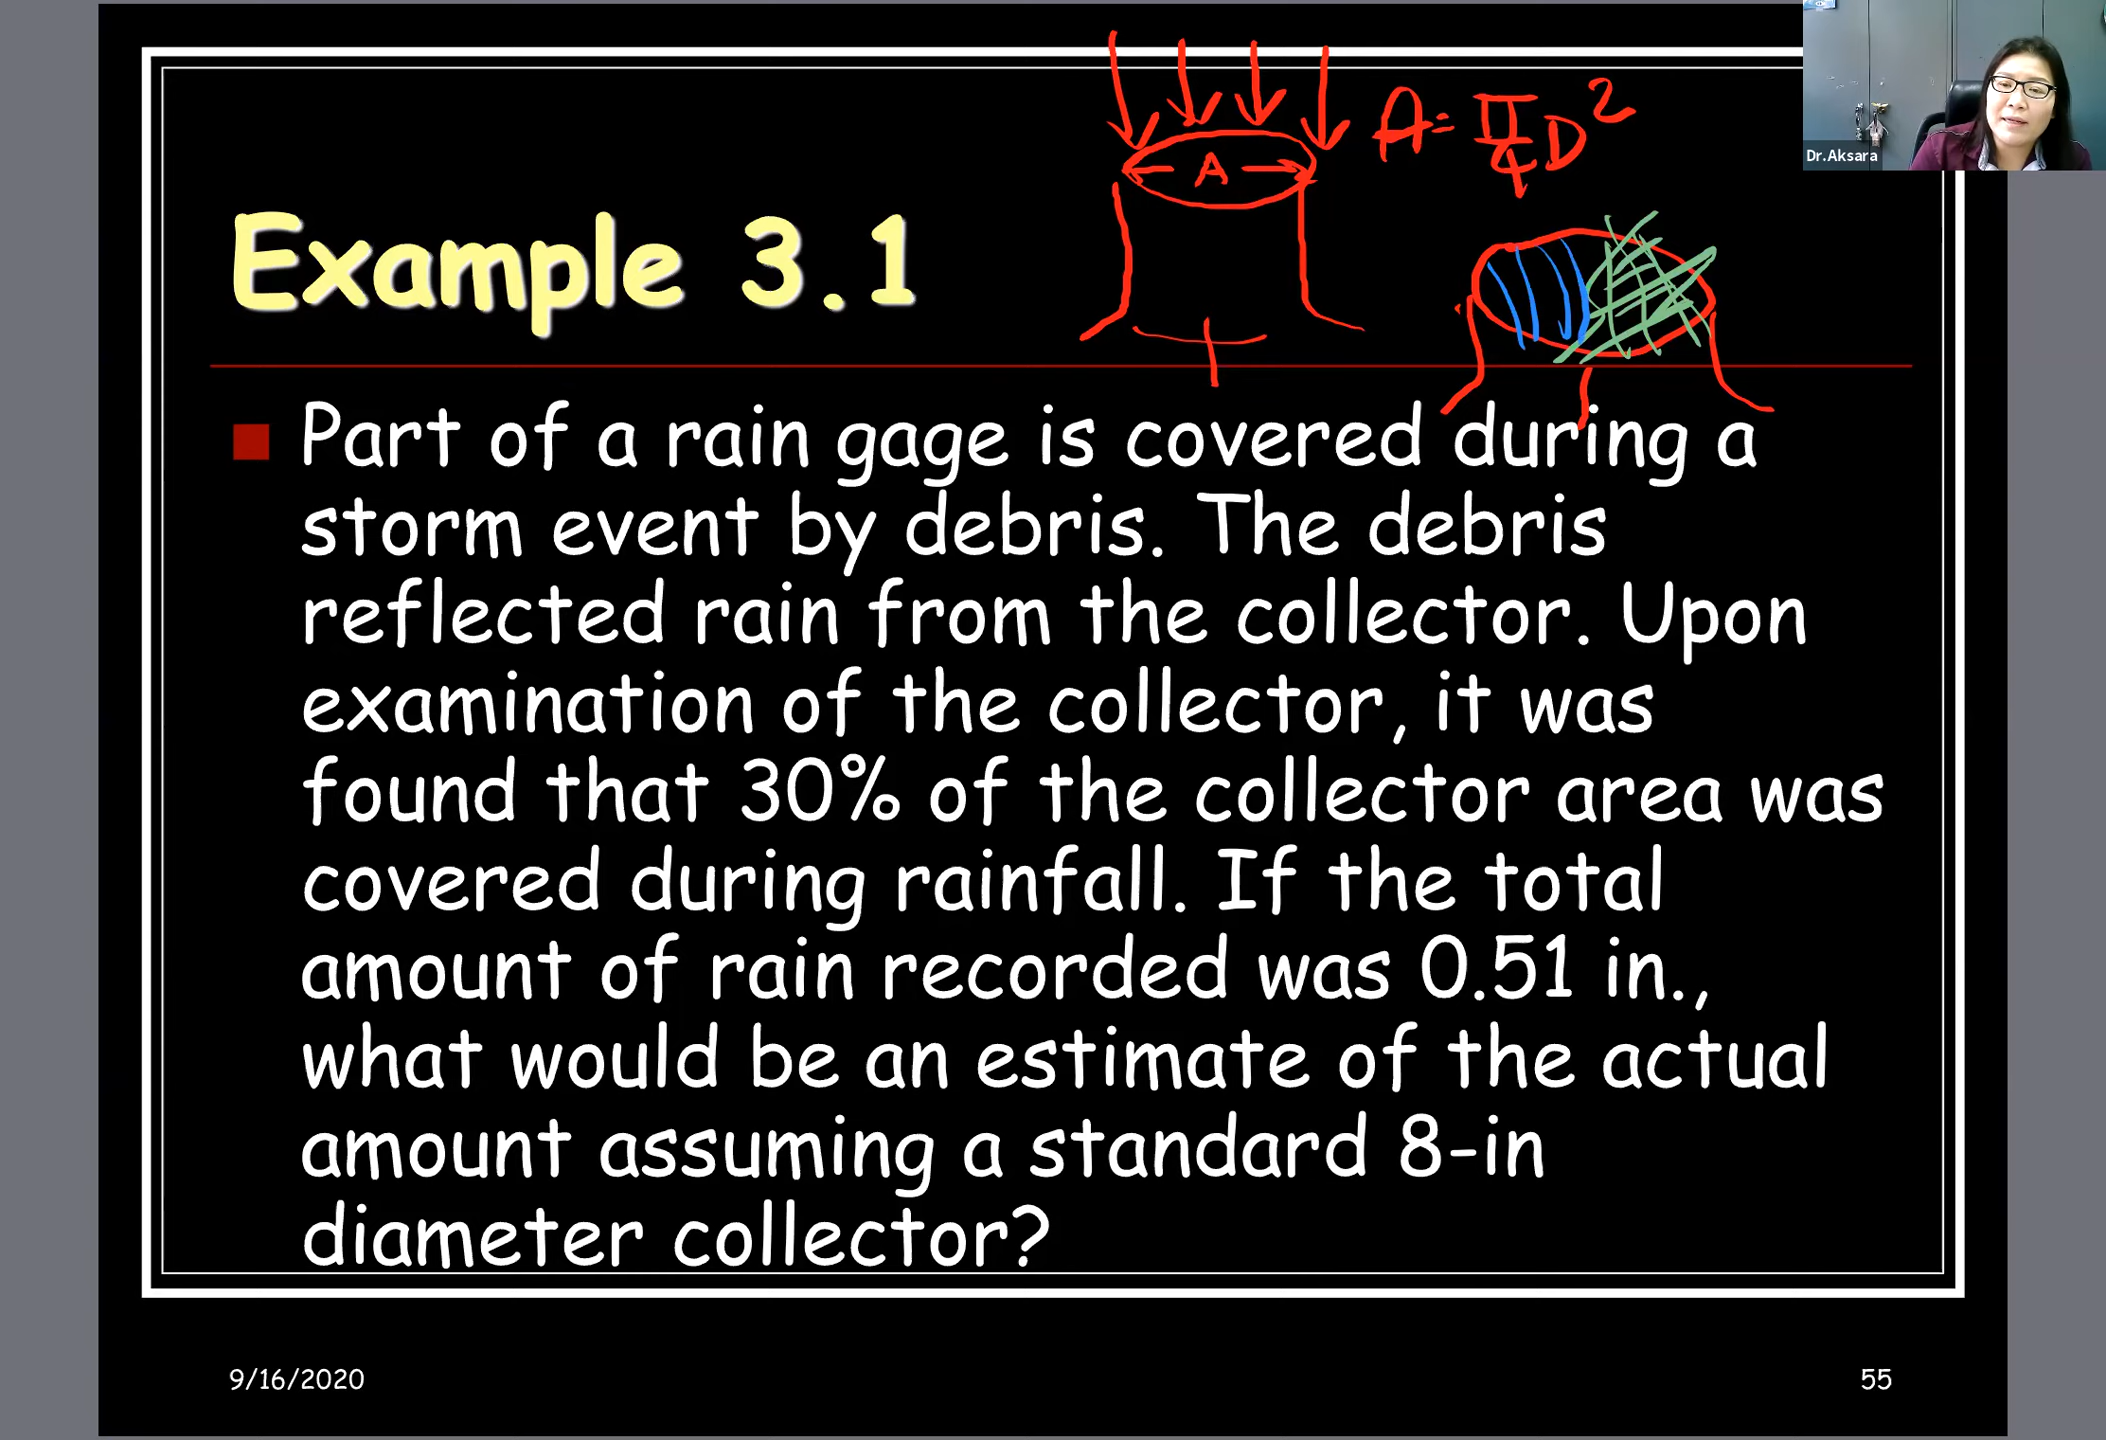 A
A = π/4 D²
Dr.Aksara
Example 3.1
Part of a rain gage is covered during a
storm event by debris. The debris
reflected rain from the collector. Upon
examination of the collector, it was
found that 30% of the collector area was
covered during rainfall. If the total
amount of rain recorded was 0.51 in.,
what would be an estimate of the actual
amount assuming a standard 8-in
diameter collector?
9/16/2020
55